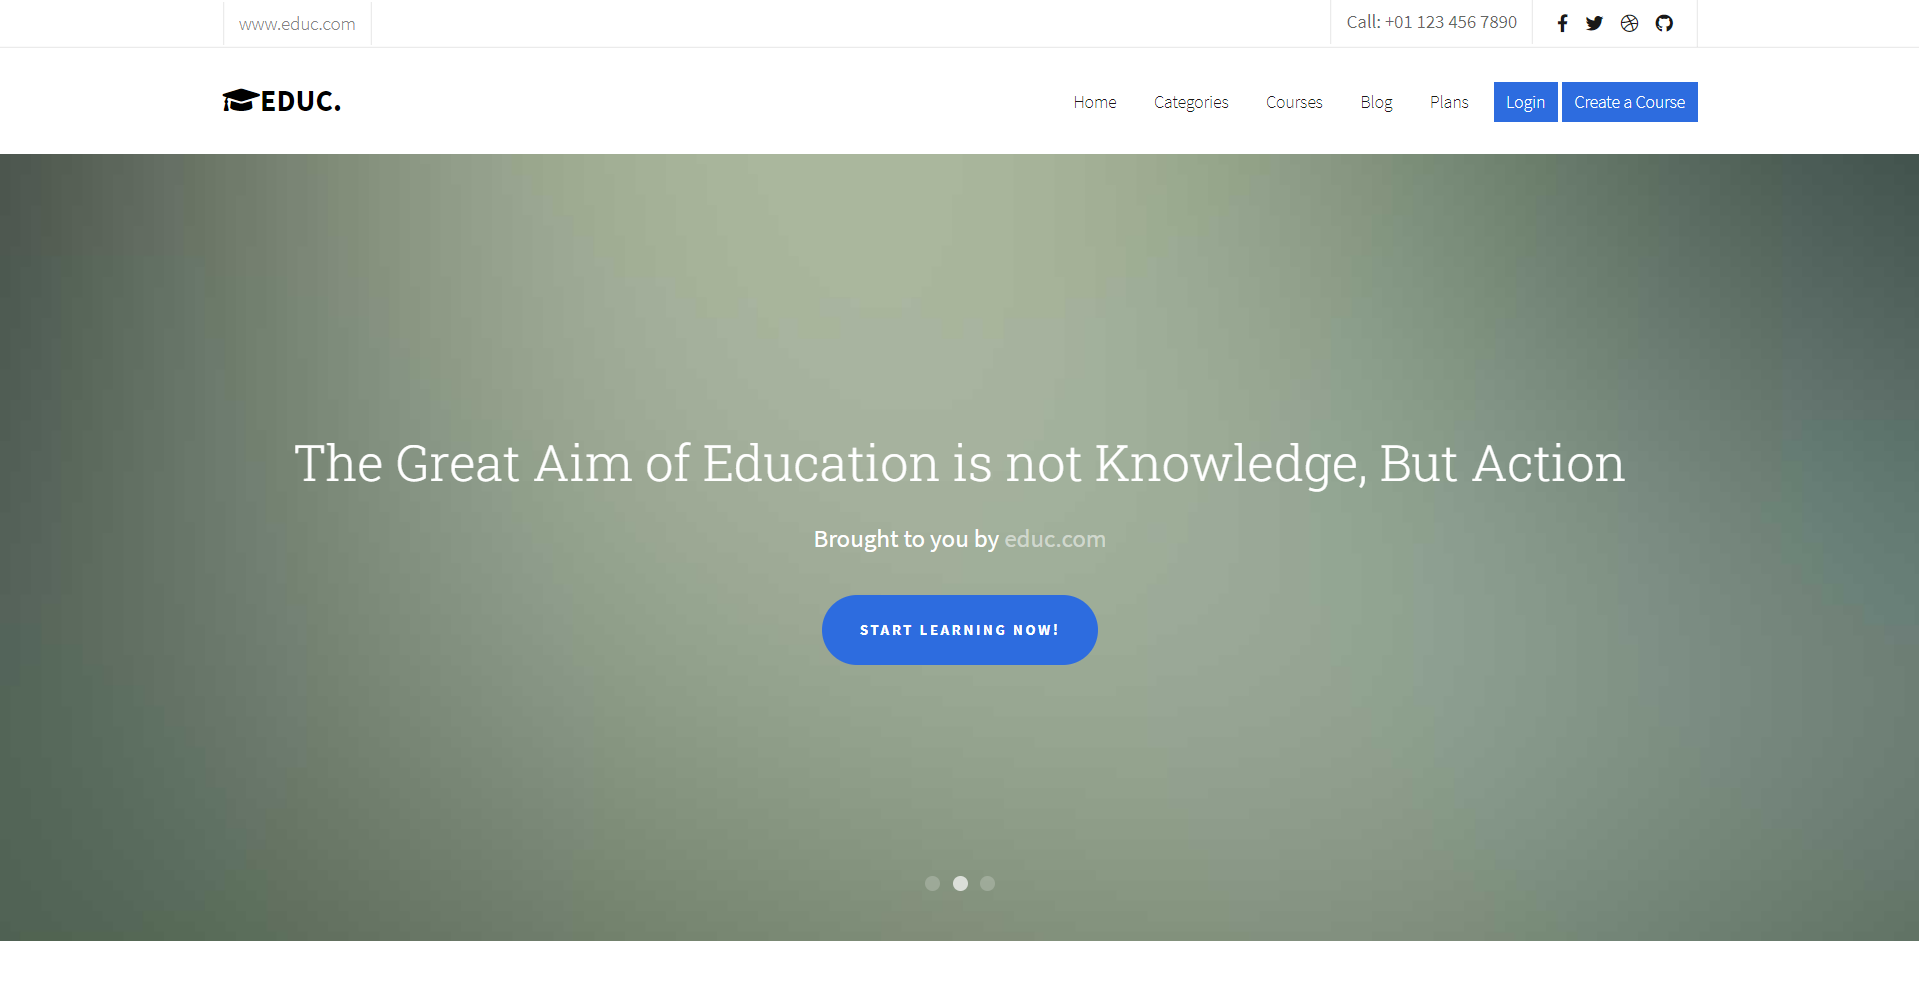 www.educ.com
Call: +01 123 456 7890
EDUC.
Home Categories Courses Blog Plans Login Create a Course
The Great Aim of Education is not Knowledge, But Action
Brought to you by educ.com
START LEARNING NOW!